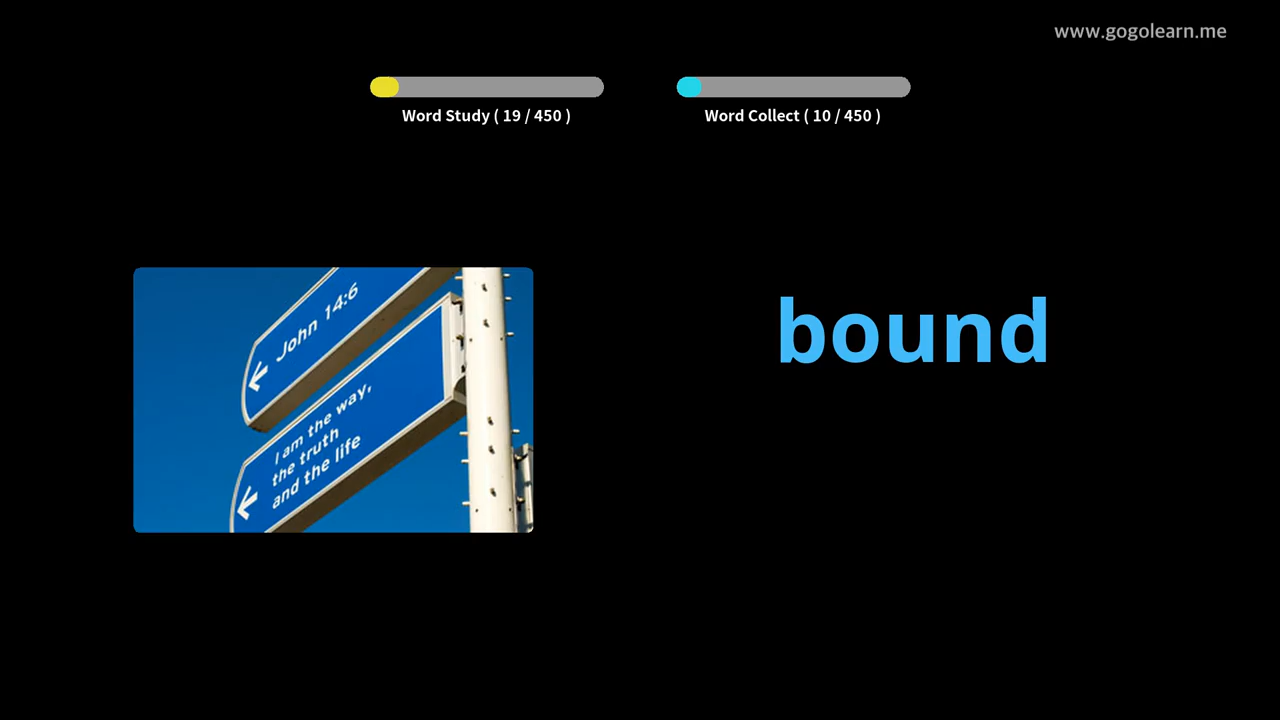 www.gogolearn.me
Word Study ( 19 / 450 )
Word Collect ( 10 / 450 )
John 14:6
I am the way,
the truth
and the life
bound